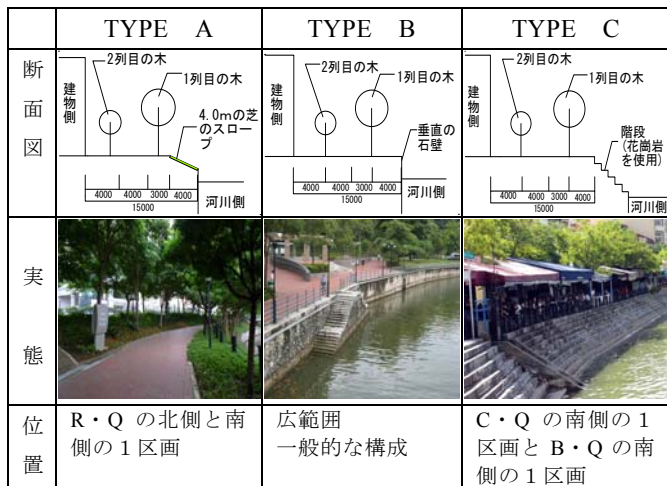 TYPE A
TYPE B
TYPE C
断面図
2列目の木
1列目の木
建物側
4.0mの芝
のスロー
プ
4000 4000 3000 4000
15000
河川側
2列目の木
1列目の木
建物側
垂直の
石壁
4000 4000 3000 4000
15000
河川側
2列目の木
1列目の木
建物側
階段
(花崗岩
を使用)
4000 4000 3000 4000
15000
河川側
実態
位置
R・Q の北側と南
側の1区画
広範囲
一般的な構成
C・Q の南側の1
区画と B・Q の南
側の1区画